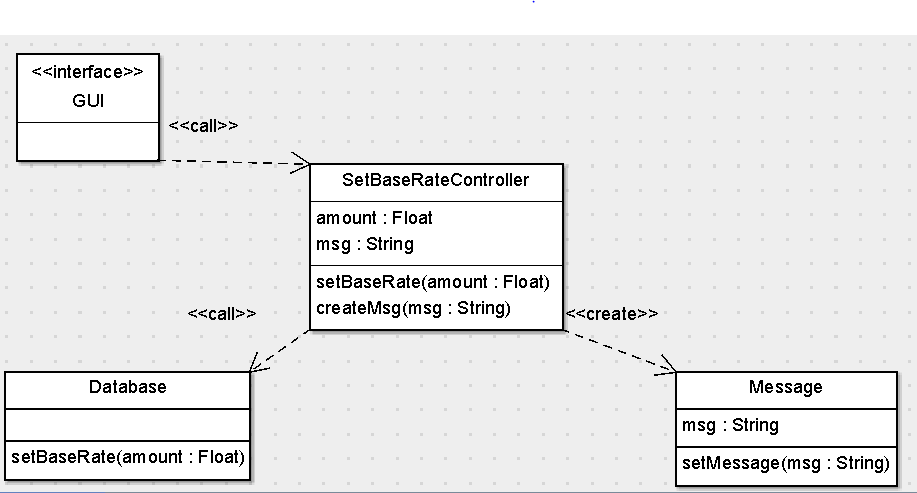 <<interface>>
GUI
<<call>>
SetBaseRateController
amount : Float
msg : String
setBaseRate(amount : Float)
createMsg(msg : String)
<<call>>
<<create>>
Database
setBaseRate(amount : Float)
Message
msg : String
setMessage(msg : String)